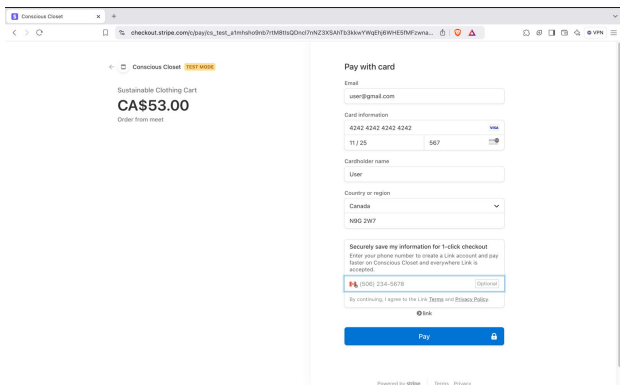 Conscious Closet
checkout.stripe.com/c/pay/cs_test_a1mhsho9nb7rtM8tIsQDncI7nNZ3XSAhTb3kkwYWqEhj6WHE5fMFzwna...
VPN
Conscious Closet TEST MODE
Sustainable Clothing Cart
CA$53.00
Order from meet
Pay with card
Email
user@gmail.com
Card information
4242 4242 4242 4242 VISA
11 / 25 567
Cardholder name
User
Country or region
Canada
N9G 2W7
Securely save my information for 1-click checkout
Enter your phone number to create a Link account and pay
faster on Conscious Closet and everywhere Link is
accepted.
(506) 234-5678 Optional
By continuing, I agree to the Link Terms and Privacy Policy.
link
Pay
Powered by stripe Terms Privacy